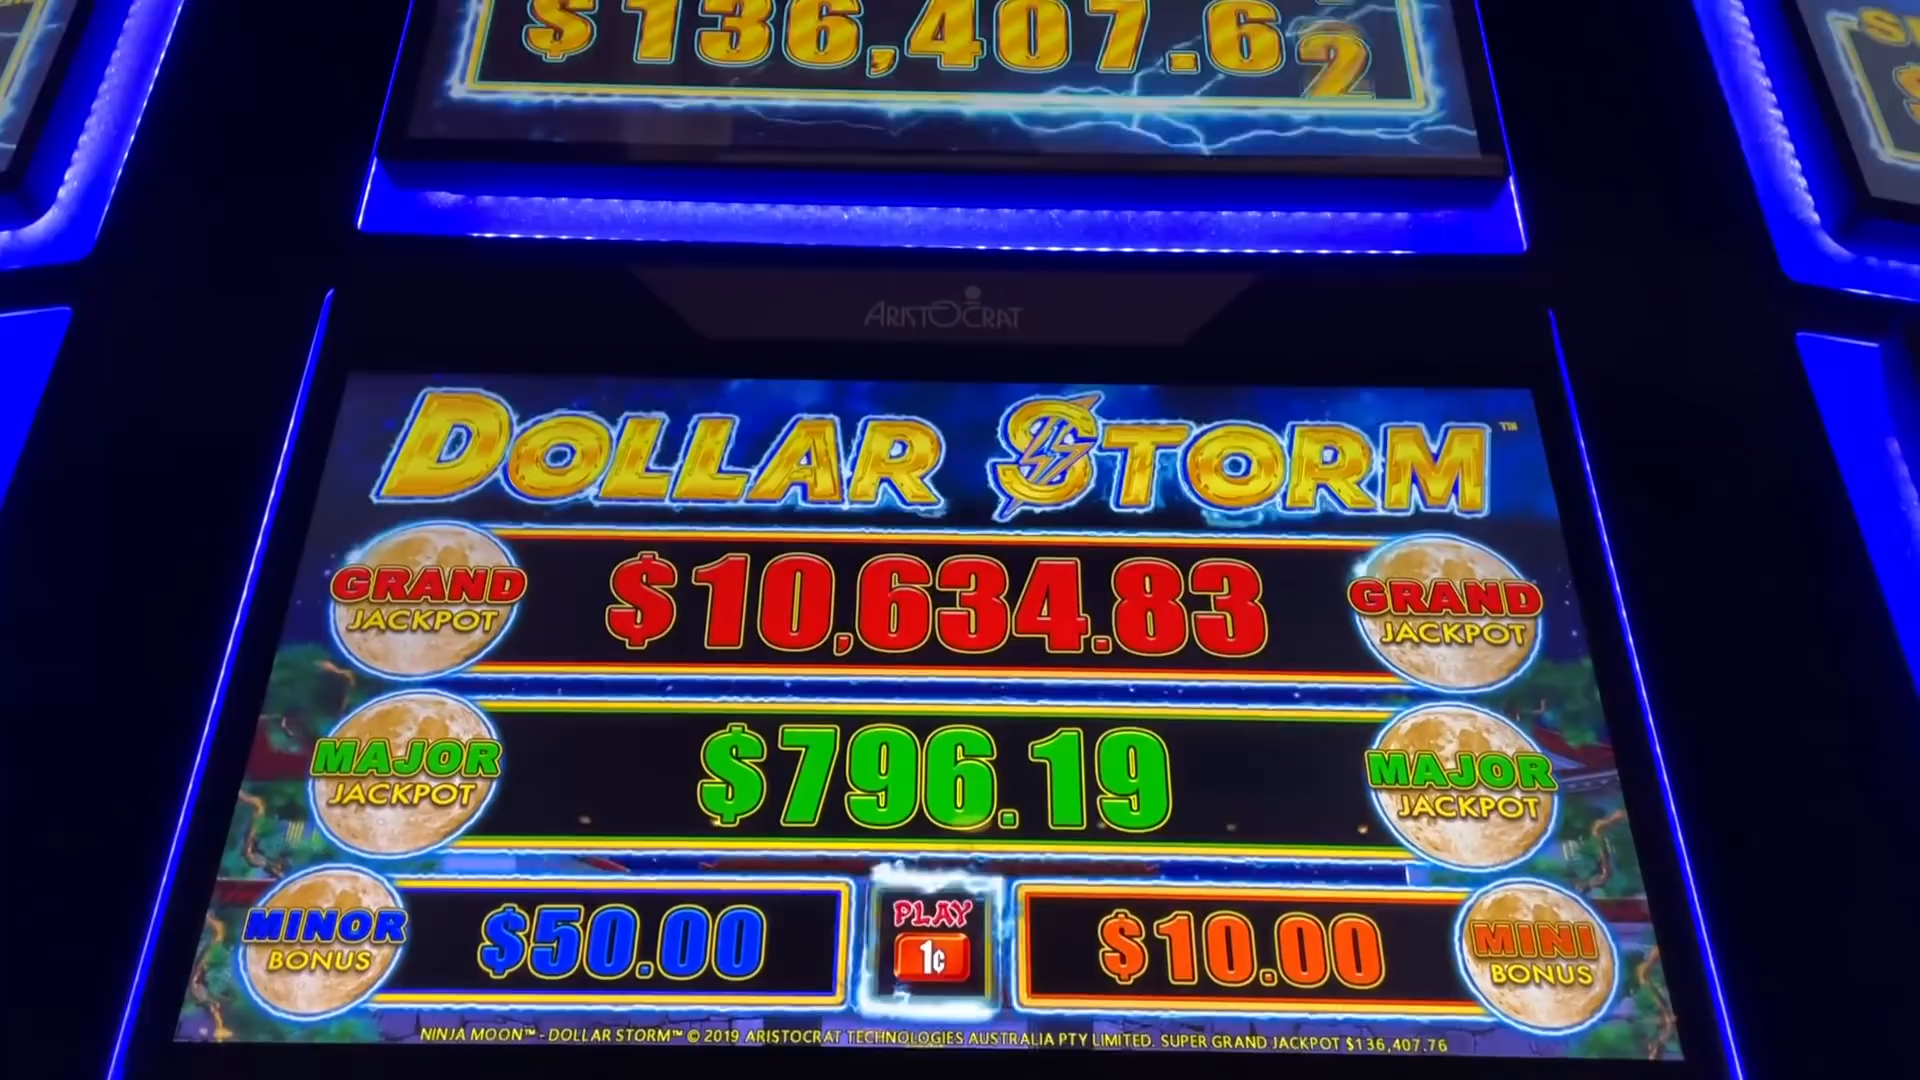 $136,407.62
ARISTOCRAT
DOLLAR STORM™
GRAND JACKPOT $10,634.83 GRAND JACKPOT
MAJOR JACKPOT $796.19 MAJOR JACKPOT
MINOR BONUS $50.00 PLAY 1¢ $10.00 MINI BONUS
NINJA MOON™ - DOLLAR STORM™ © 2019 ARISTOCRAT TECHNOLOGIES AUSTRALIA PTY LIMITED. SUPER GRAND JACKPOT $136,407.76